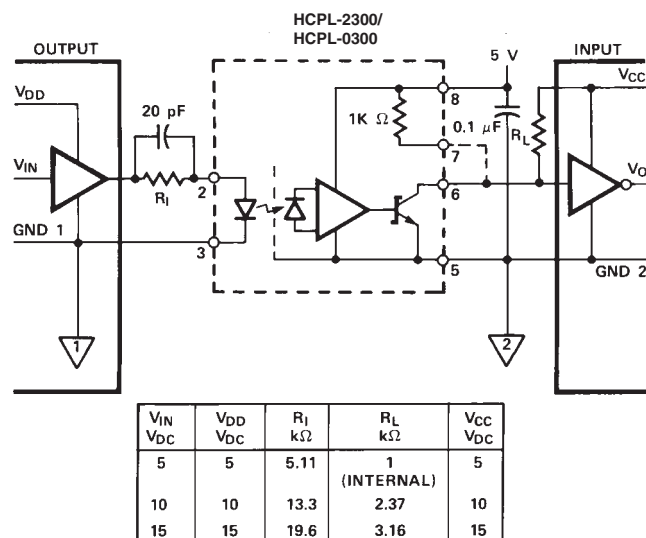 HCPL-2300/
HCPL-0300
OUTPUT
5 V
INPUT
VDD
VCC
20 pF
8
1K Ω
0.1 µF
RL
7
VIN
RI
2
6
VO
GND 1
3
5
GND 2
1
2
VIN VDC
VDD VDC
RI kΩ
RL kΩ
VCC VDC
5 5 5.11 1 (INTERNAL) 5
10 10 13.3 2.37 10
15 15 19.6 3.16 15